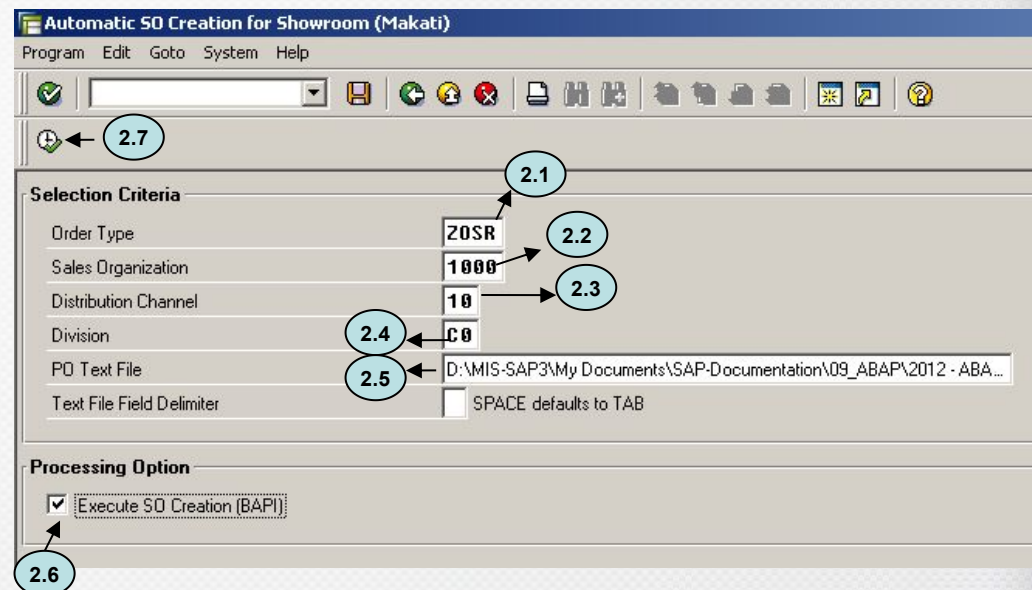 Automatic SO Creation for Showroom (Makati)
Program Edit Goto System Help
2.7
2.1
Selection Criteria
Order Type ZOSR
2.2
Sales Organization 1000
2.3
Distribution Channel 10
2.4
Division C0
2.5
PO Text File D:\MIS-SAP3\My Documents\SAP-Documentation\09_ABAP\2012 - ABA...
Text File Field Delimiter SPACE defaults to TAB
Processing Option
Execute SO Creation (BAPI)
2.6